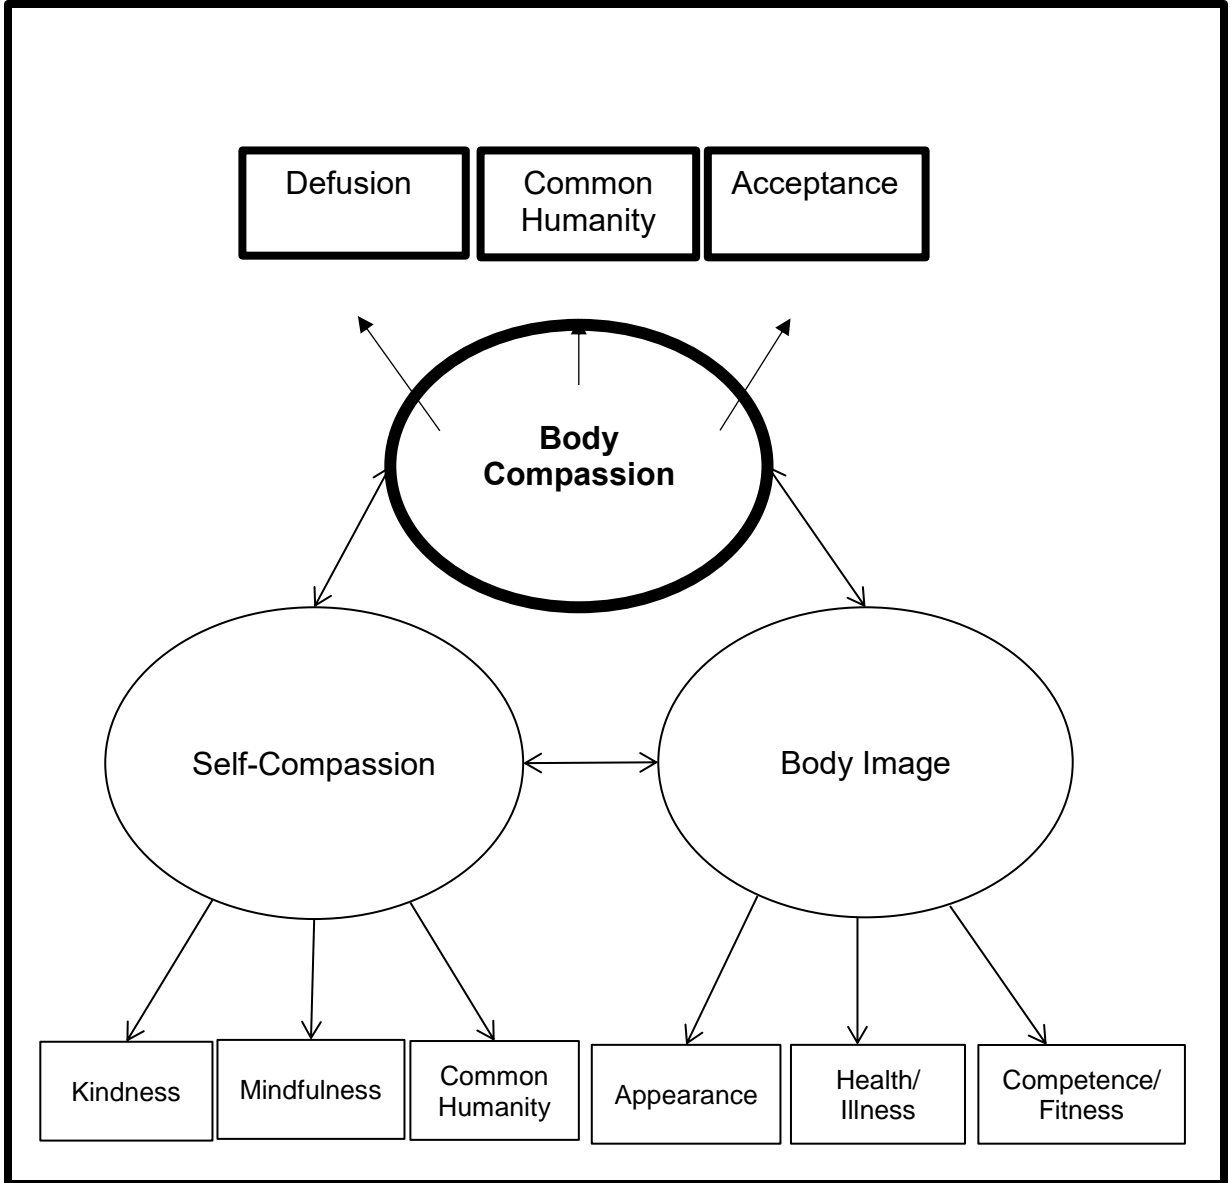 Defusion
Common
Humanity
Acceptance
Body
Compassion
Self-Compassion
Body Image
Kindness
Mindfulness
Common
Humanity
Appearance
Health/
Illness
Competence/
Fitness